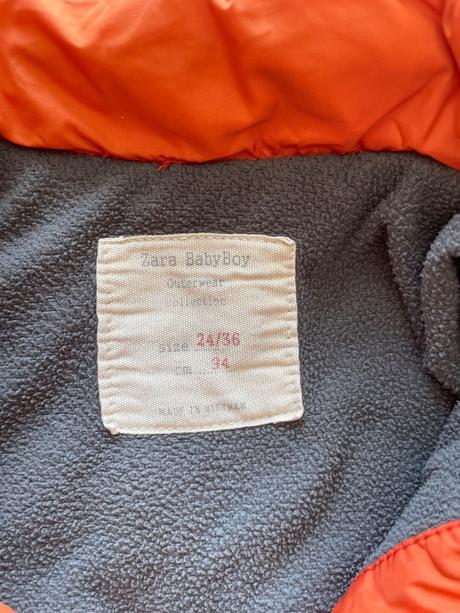 Zara BabyBoy
Outerwear
collection
size 24/36
cm... 94
MADE IN VIETNAM